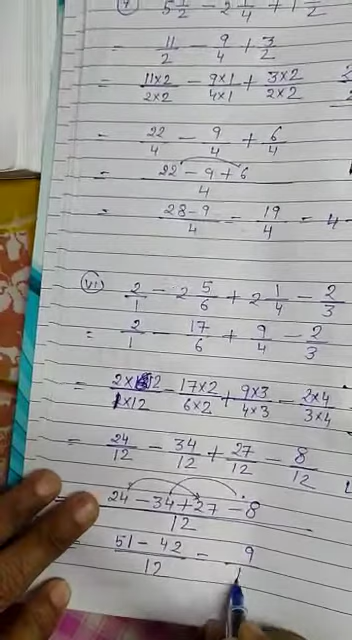 5 1/2 - 2 1/4 + 1 1/2
= 11/2 - 9/4 + 3/2
= 11×2/2×2 - 9×1/4×1 + 3×2/2×2
= 22/4 - 9/4 + 6/4
= 22 - 9 + 6/4
= 28-9/4 = 19/4 = 4
(vi) 2/1 - 2 5/6 + 2 1/4 - 2/3
= 2/1 - 17/6 + 9/4 - 2/3
= 2×12/1×12 - 17×2/6×2 + 9×3/4×3 - 2×4/3×4
= 24/12 - 34/12 + 27/12 - 8/12
= 24 - 34 + 27 - 8/12
= 51 - 42/12 = 9/1